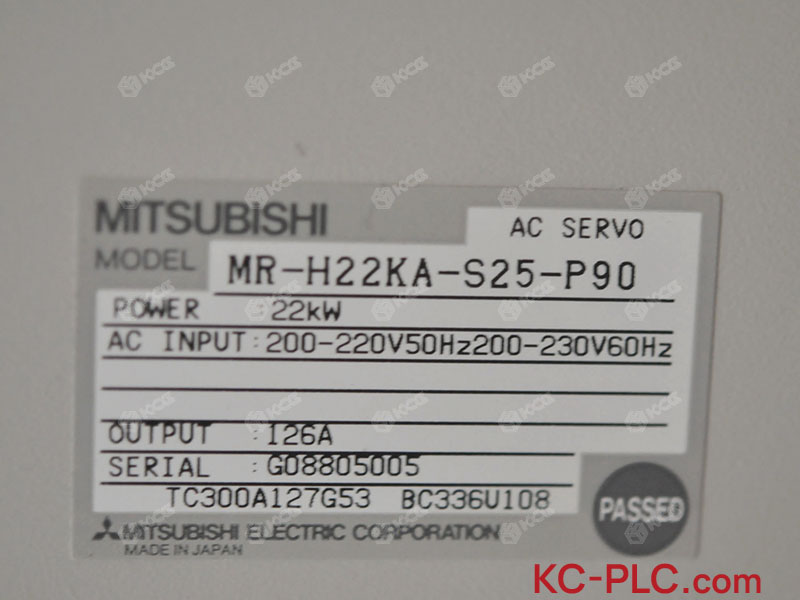 MITSUBISHI
AC SERVO
MODEL MR-H22KA-S25-P90
POWER :22kW
AC INPUT:200-220V50Hz200-230V60Hz
OUTPUT :126A
SERIAL :G08805005
TC300A127G53 BC336U108
PASSED
MITSUBISHI ELECTRIC CORPORATION
MADE IN JAPAN
KC-PLC.com